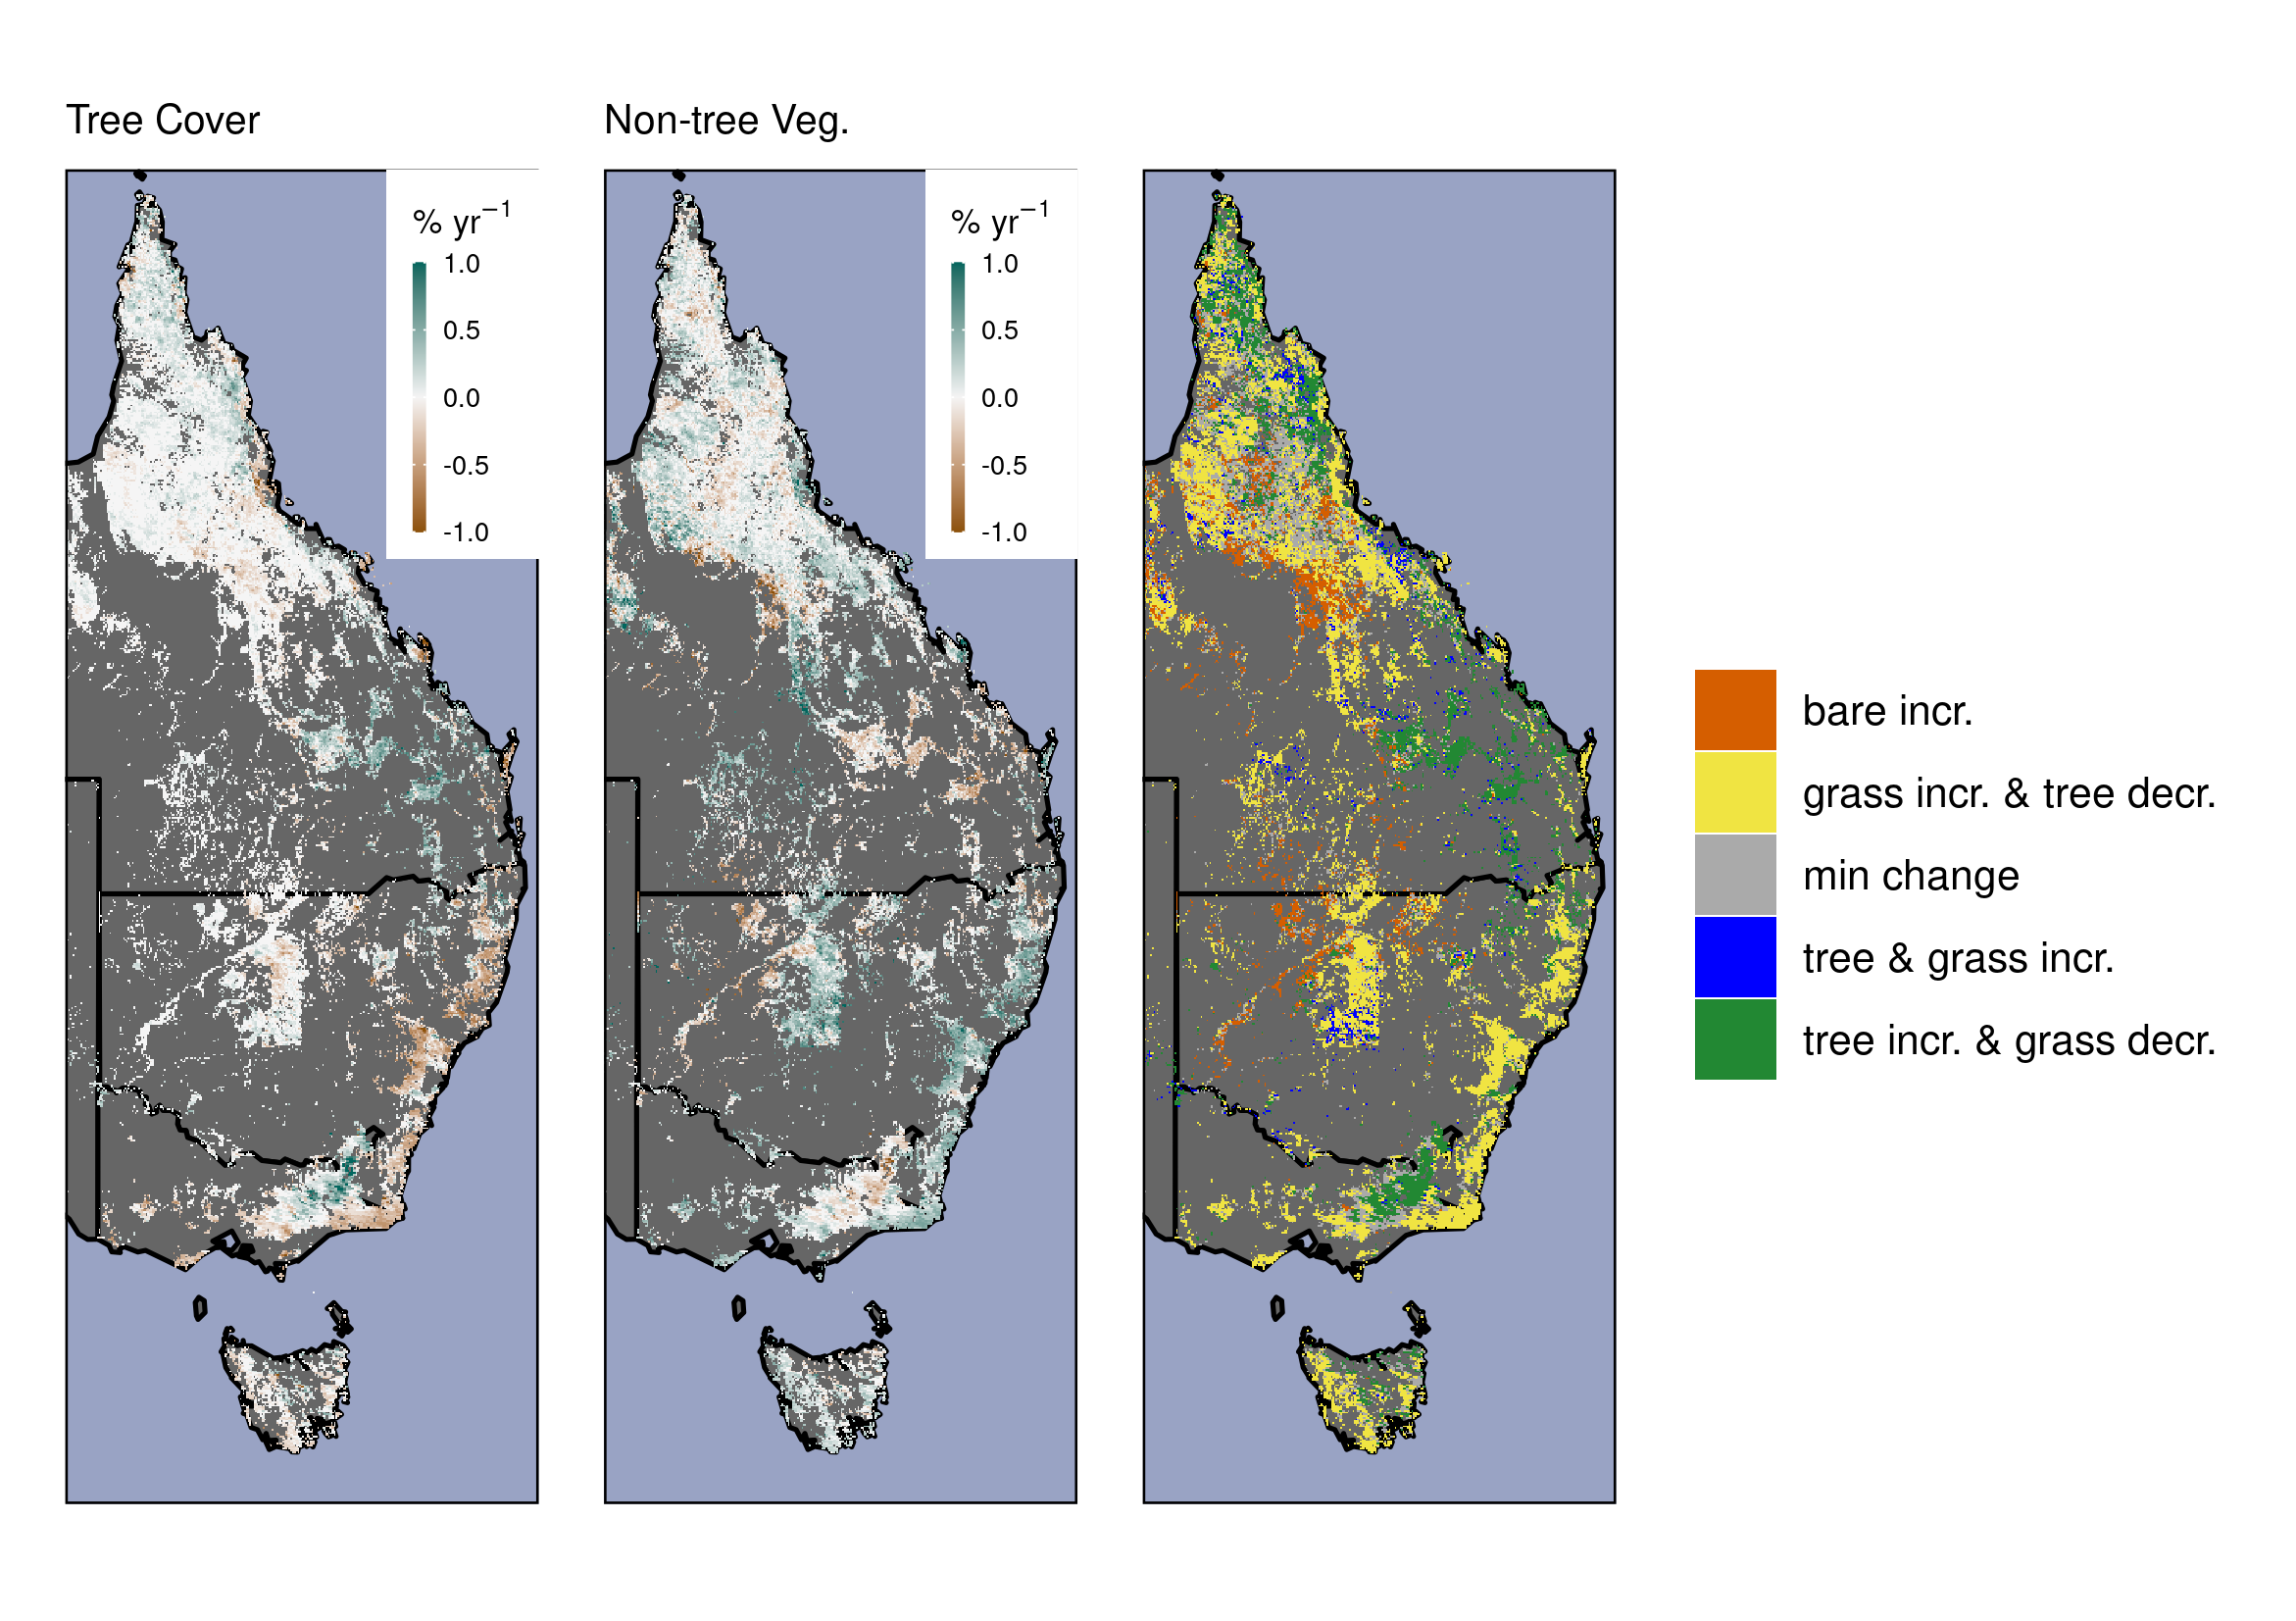 Tree Cover
Non-tree Veg.
% yr−1
1.0
0.5
0.0
-0.5
-1.0
% yr−1
1.0
0.5
0.0
-0.5
-1.0
bare incr.
grass incr. & tree decr.
min change
tree & grass incr.
tree incr. & grass decr.